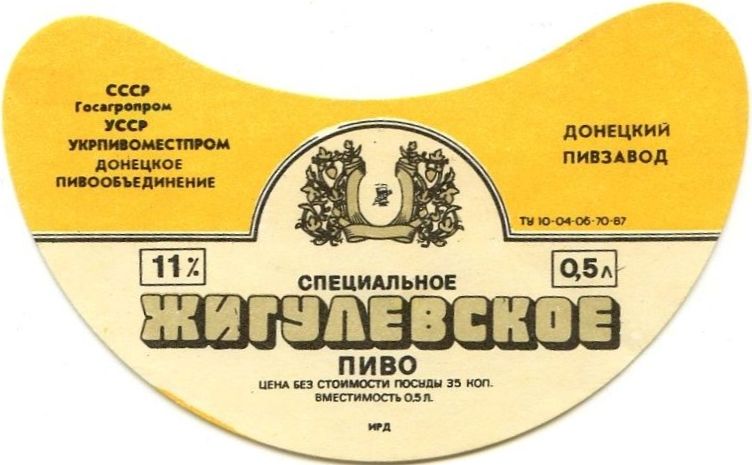 СССР
Госагропром
УССР
УКРПИВОМЕСТПРОМ
ДОНЕЦКОЕ
ПИВООБЪЕДИНЕНИЕ
ДОНЕЦКИЙ
ПИВЗАВОД
ТУ 10-04-06-70-87
11%
0,5л
СПЕЦИАЛЬНОЕ
ЖИГУЛЕВСКОЕ
ПИВО
ЦЕНА БЕЗ СТОИМОСТИ ПОСУДЫ 35 КОП.
ВМЕСТИМОСТЬ 0.5 Л.
ИРД